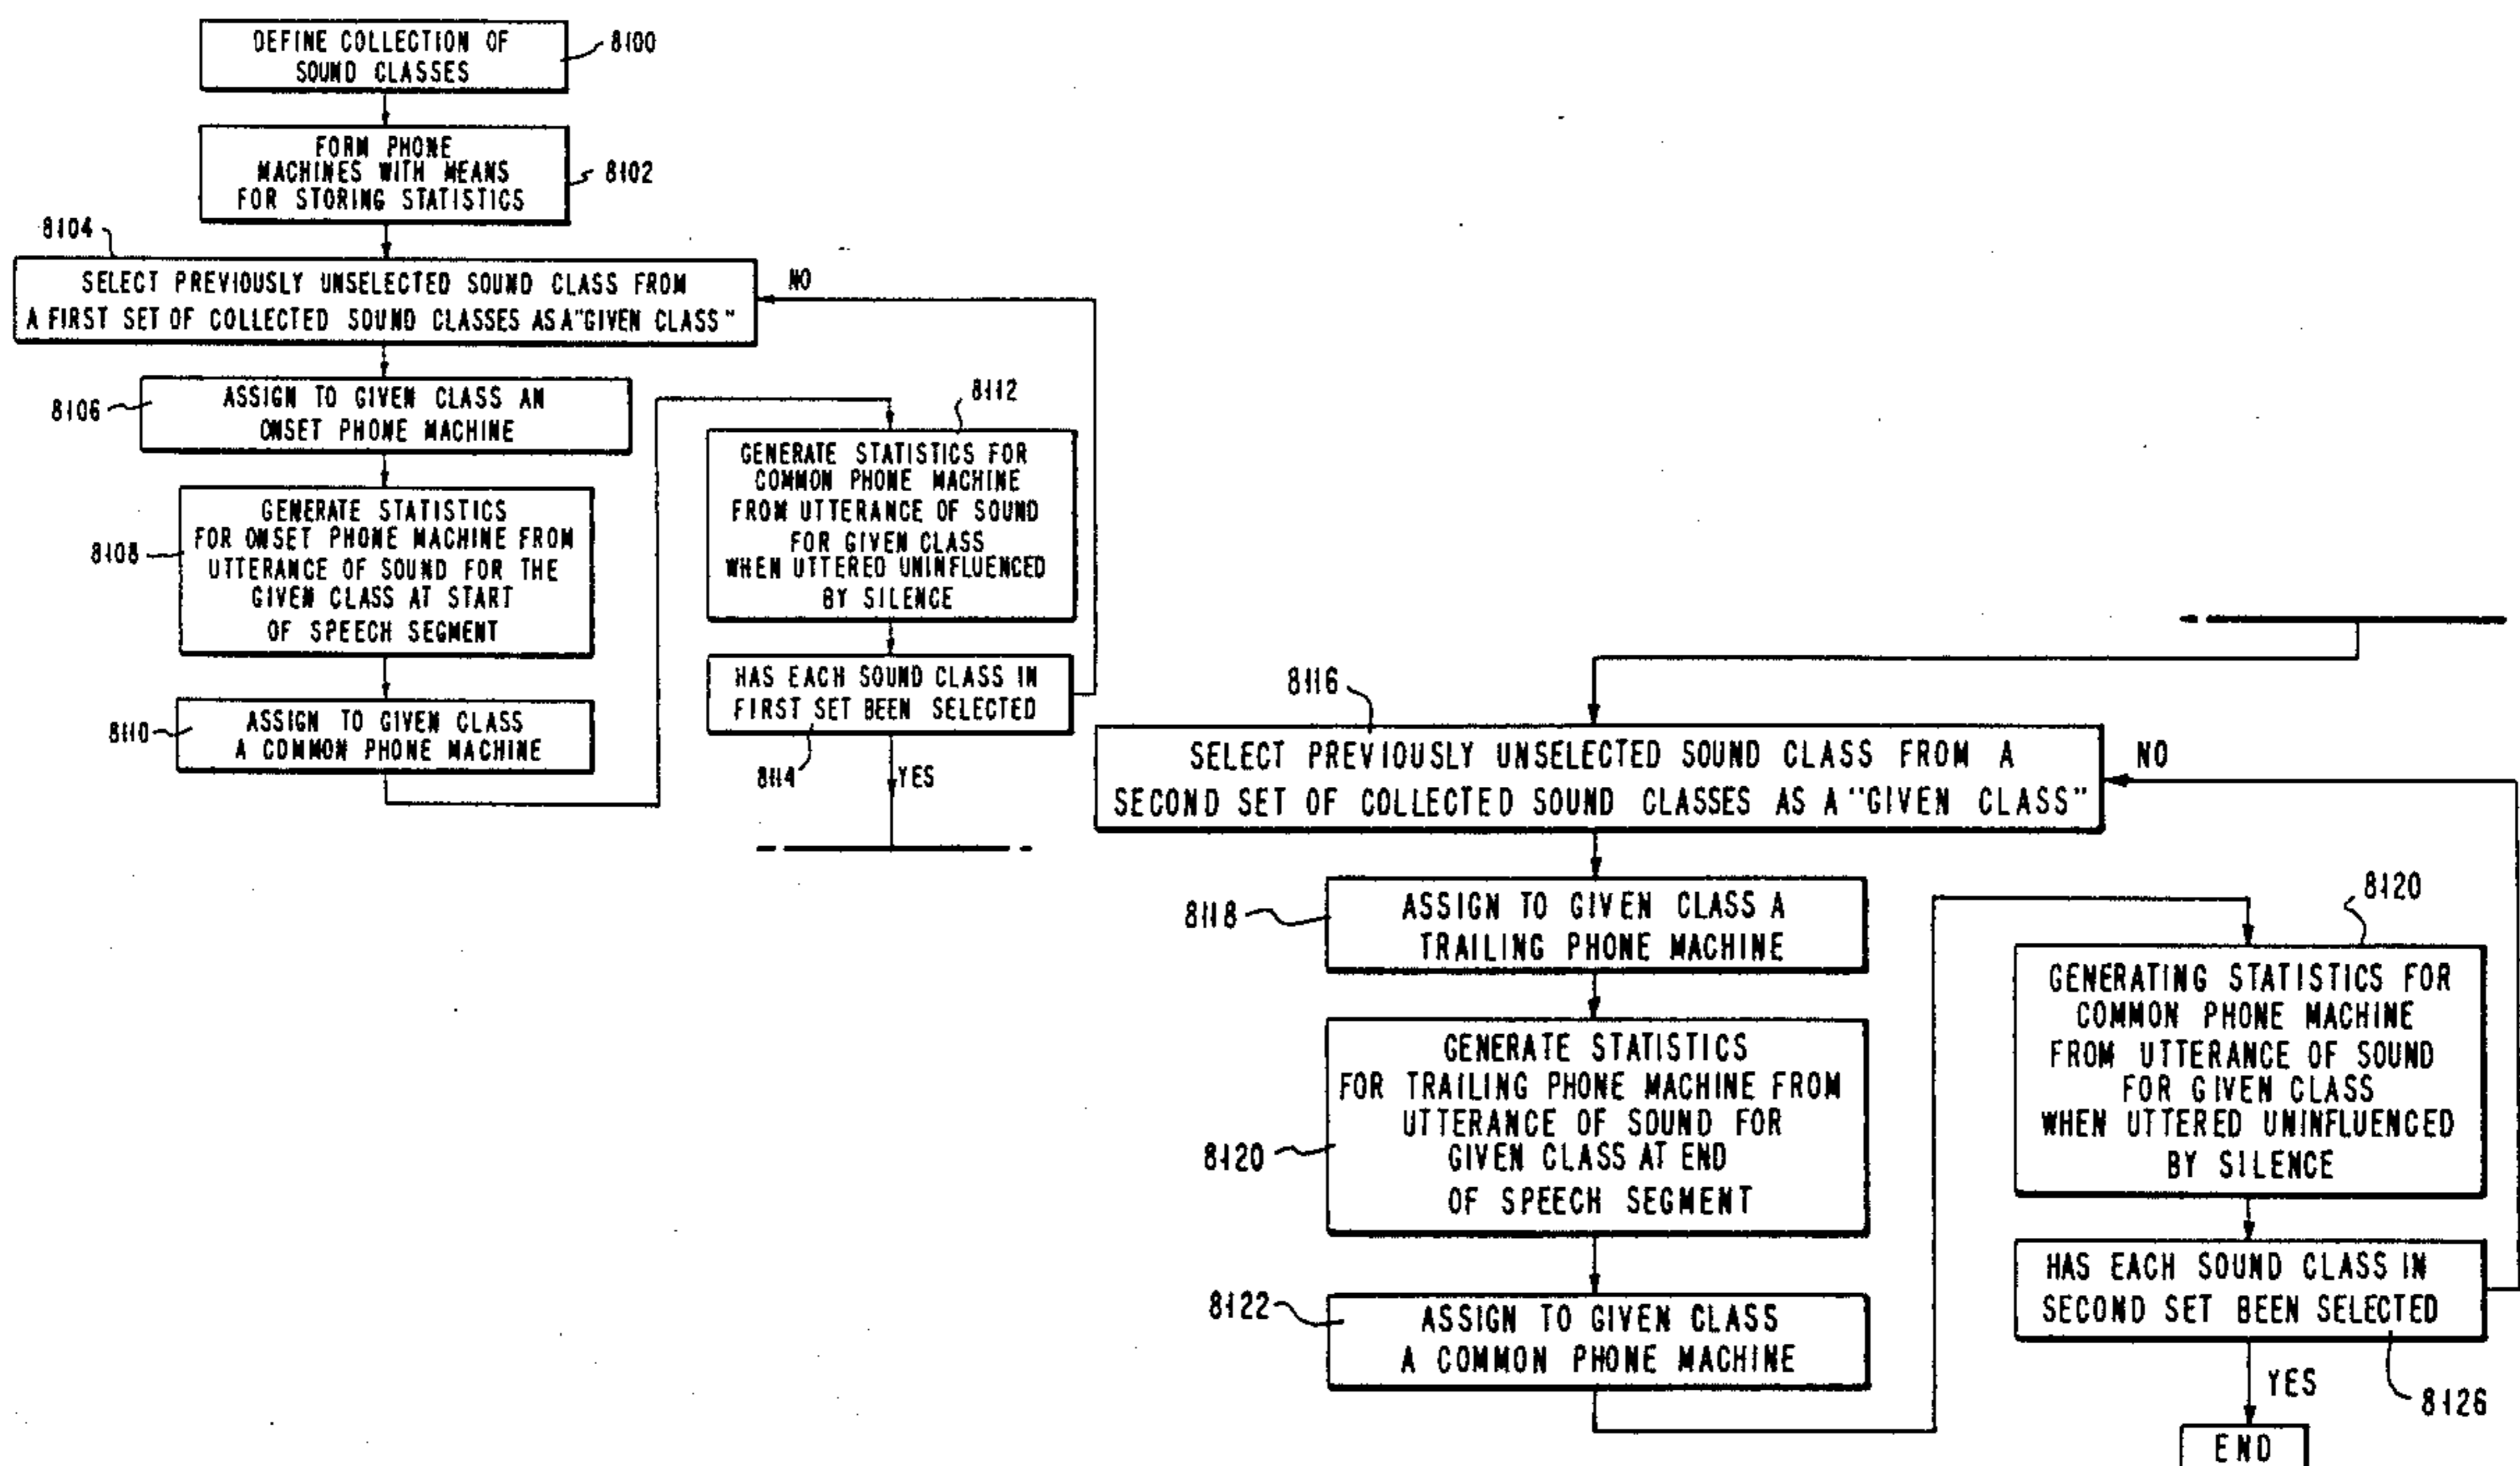 DEFINE COLLECTION OF
SOUND CLASSES
8100
FORM PHONE
MACHINES WITH MEANS
FOR STORING STATISTICS
8102
8104
SELECT PREVIOUSLY UNSELECTED SOUND CLASS FROM
A FIRST SET OF COLLECTED SOUND CLASSES AS A "GIVEN CLASS"
NO
8106
ASSIGN TO GIVEN CLASS AN
ONSET PHONE MACHINE
8108
GENERATE STATISTICS
FOR ONSET PHONE MACHINE FROM
UTTERANCE OF SOUND FOR THE
GIVEN CLASS AT START
OF SPEECH SEGMENT
8110
ASSIGN TO GIVEN CLASS
A COMMON PHONE MACHINE
8112
GENERATE STATISTICS FOR
COMMON PHONE MACHINE
FROM UTTERANCE OF SOUND
FOR GIVEN CLASS
WHEN UTTERED UNINFLUENCED
BY SILENCE
HAS EACH SOUND CLASS IN
FIRST SET BEEN SELECTED
8114
YES
8116
SELECT PREVIOUSLY UNSELECTED SOUND CLASS FROM A
SECOND SET OF COLLECTED SOUND CLASSES AS A "GIVEN CLASS"
NO
8118
ASSIGN TO GIVEN CLASS A
TRAILING PHONE MACHINE
8120
GENERATE STATISTICS
FOR TRAILING PHONE MACHINE FROM
UTTERANCE OF SOUND FOR
GIVEN CLASS AT END
OF SPEECH SEGMENT
8122
ASSIGN TO GIVEN CLASS
A COMMON PHONE MACHINE
8120
GENERATING STATISTICS FOR
COMMON PHONE MACHINE
FROM UTTERANCE OF SOUND
FOR GIVEN CLASS
WHEN UTTERED UNINFLUENCED
BY SILENCE
HAS EACH SOUND CLASS IN
SECOND SET BEEN SELECTED
YES
8126
END